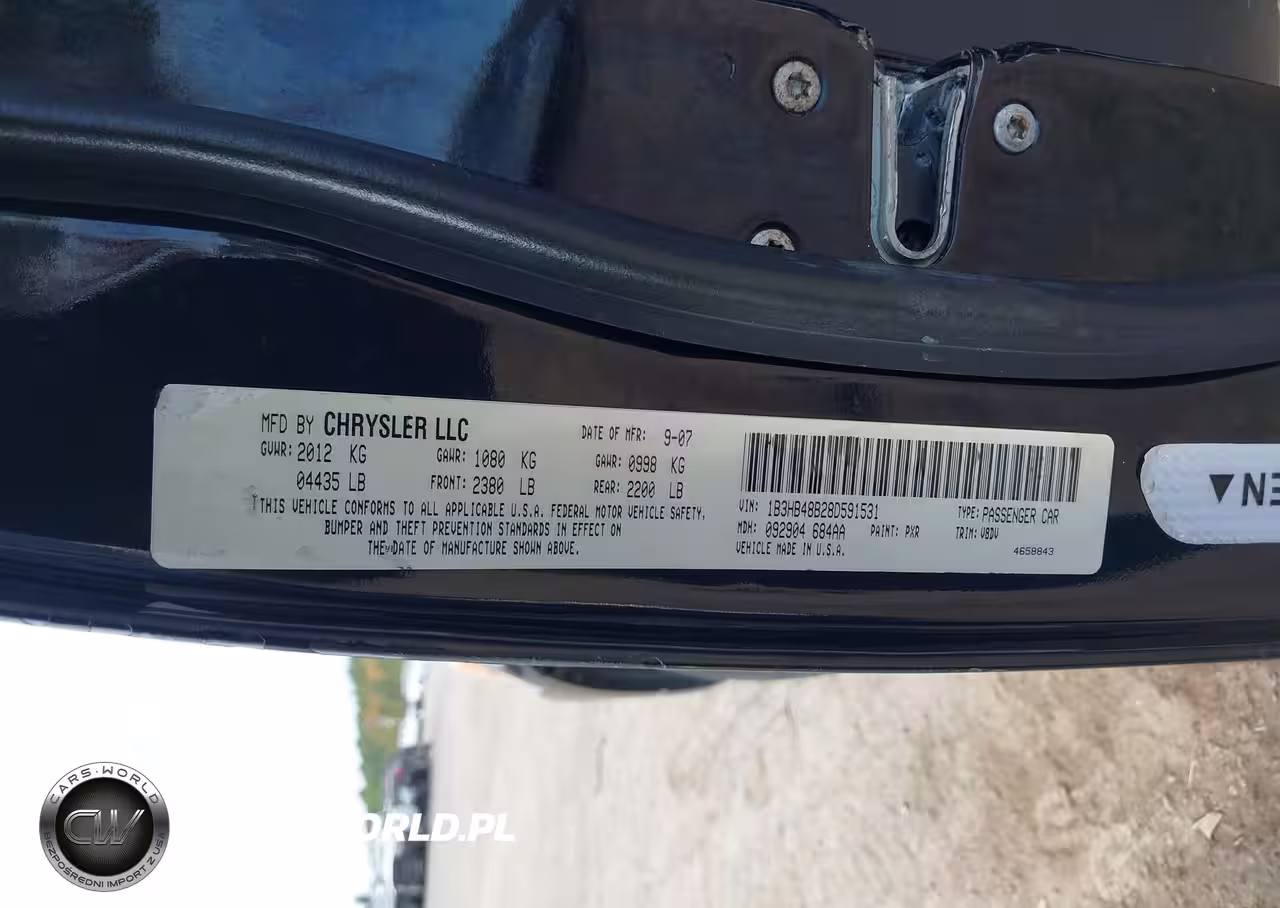 MFD BY CHRYSLER LLC
DATE OF MFR: 9-07
GVWR: 2012 KG
GAWR: 1080 KG
GAWR: 0998 KG
04435 LB
FRONT: 2380 LB
REAR: 2200 LB
THIS VEHICLE CONFORMS TO ALL APPLICABLE U.S.A. FEDERAL MOTOR VEHICLE SAFETY,
BUMPER AND THEFT PREVENTION STANDARDS IN EFFECT ON
THE DATE OF MANUFACTURE SHOWN ABOVE.
VIN: 1B3HB48B28D591531
TYPE: PASSENGER CAR
MDH: 092904 684AA
PAINT: PXR
TRIM: V8DV
VEHICLE MADE IN U.S.A.
4658843
EN
CARS-WORLD
CW
BEZPOŚREDNI IMPORT Z USA
ORLD.PL